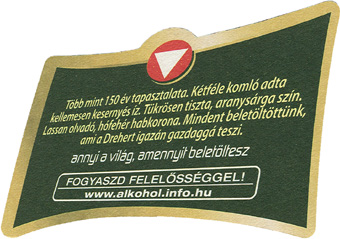 Több mint 150 év tapasztalata. Kétféle komló adta
kellemesen kesernyés íz. Tükrösen tiszta, aranysárga szín.
Lassan olvadó, hófehér habkorona. Mindent beletöltöttünk,
ami a Drehert igazán gazdaggá teszi.
annyi a világ, amennyit beletöltesz
FOGYASZD FELELŐSSÉGGEL!
www.alkohol.info.hu